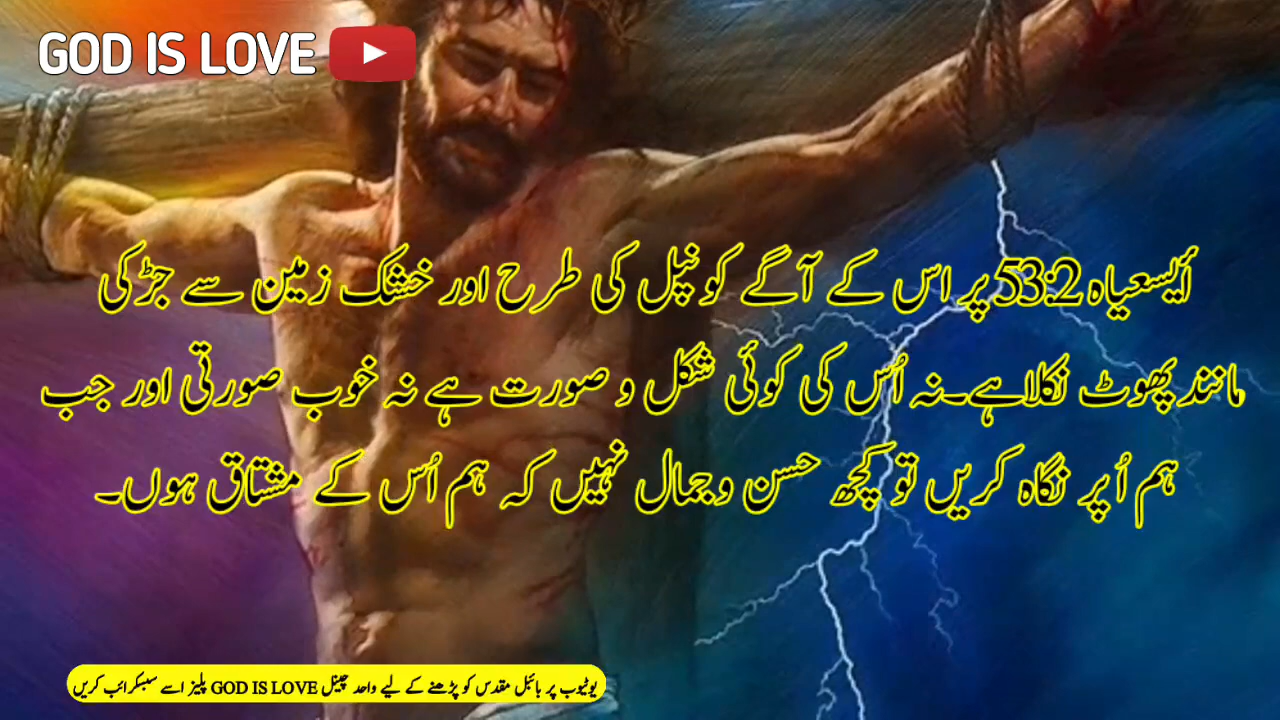 GOD IS LOVE
أیسعیاہ 53:2 پر اس کے آگے کونپل کی طرح اور خشک زمین سے جڑ کی
مانند پھوٹ نکلا ہے۔ نہ اُس کی کوئی شکل و صورت ہے نہ خوب صورتی اور جب
ہم اُ پر نگاہ کریں تو کچھ حسن و جمال نہیں کہ ہم اُس کے مشتاق ہوں۔
یوٹیوب پر بائبل مقدس کو پڑھنے کے لیے واحد چینل GOD IS LOVE پلیز اسے سبسکرائب کریں